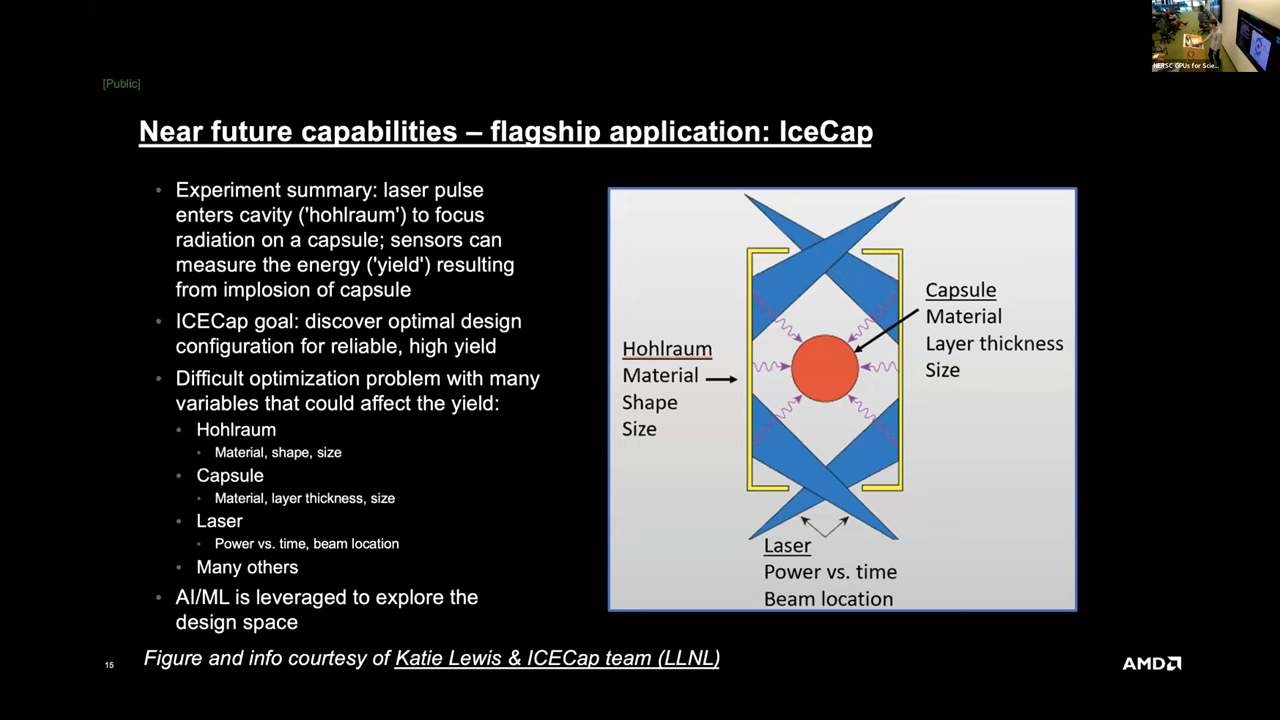 NERSC GPUs for Scie...
[Public]
Near future capabilities – flagship application: IceCap
• Experiment summary: laser pulse
enters cavity ('hohlraum') to focus
radiation on a capsule; sensors can
measure the energy ('yield') resulting
from implosion of capsule
• ICECap goal: discover optimal design
configuration for reliable, high yield
• Difficult optimization problem with many
variables that could affect the yield:
• Hohlraum
• Material, shape, size
• Capsule
• Material, layer thickness, size
• Laser
• Power vs. time, beam location
• Many others
• AI/ML is leveraged to explore the
design space
Hohlraum
Material
Shape
Size
Capsule
Material
Layer thickness
Size
Laser
Power vs. time
Beam location
15
Figure and info courtesy of Katie Lewis & ICECap team (LLNL)
AMD